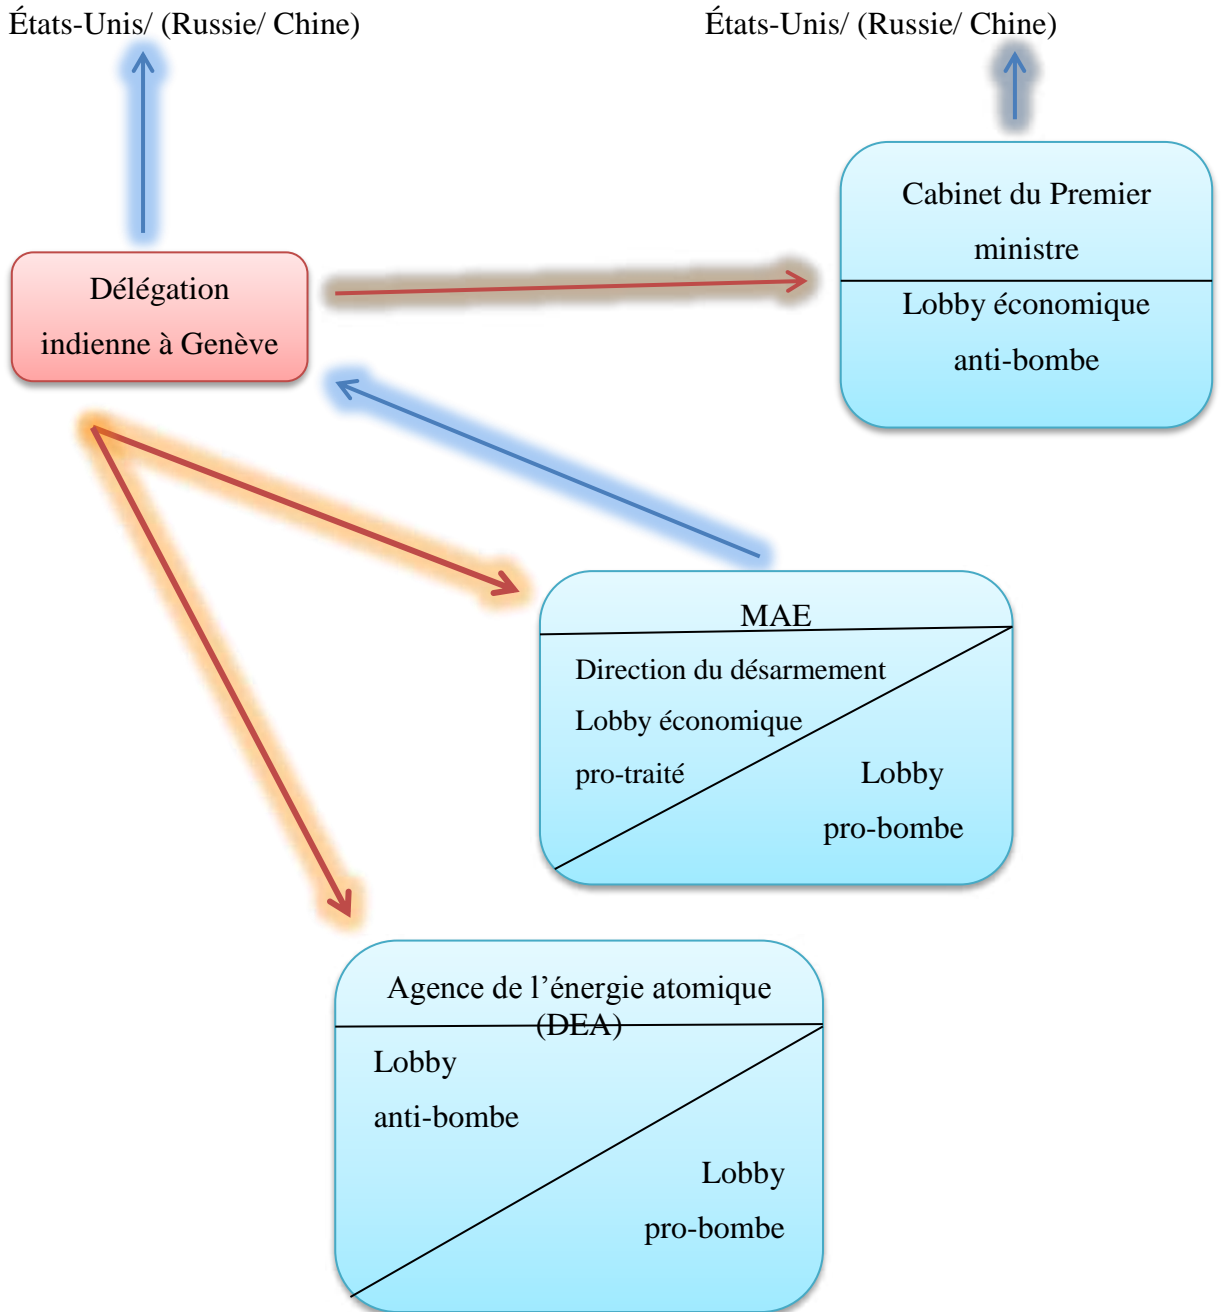 États-Unis/ (Russie/ Chine)
États-Unis/ (Russie/ Chine)
Cabinet du Premier
ministre
Lobby économique
anti-bombe
Délégation
indienne à Genève
MAE
Direction du désarmement
Lobby économique
pro-traité
Lobby
pro-bombe
Agence de l’énergie atomique
(DEA)
Lobby
anti-bombe
Lobby
pro-bombe